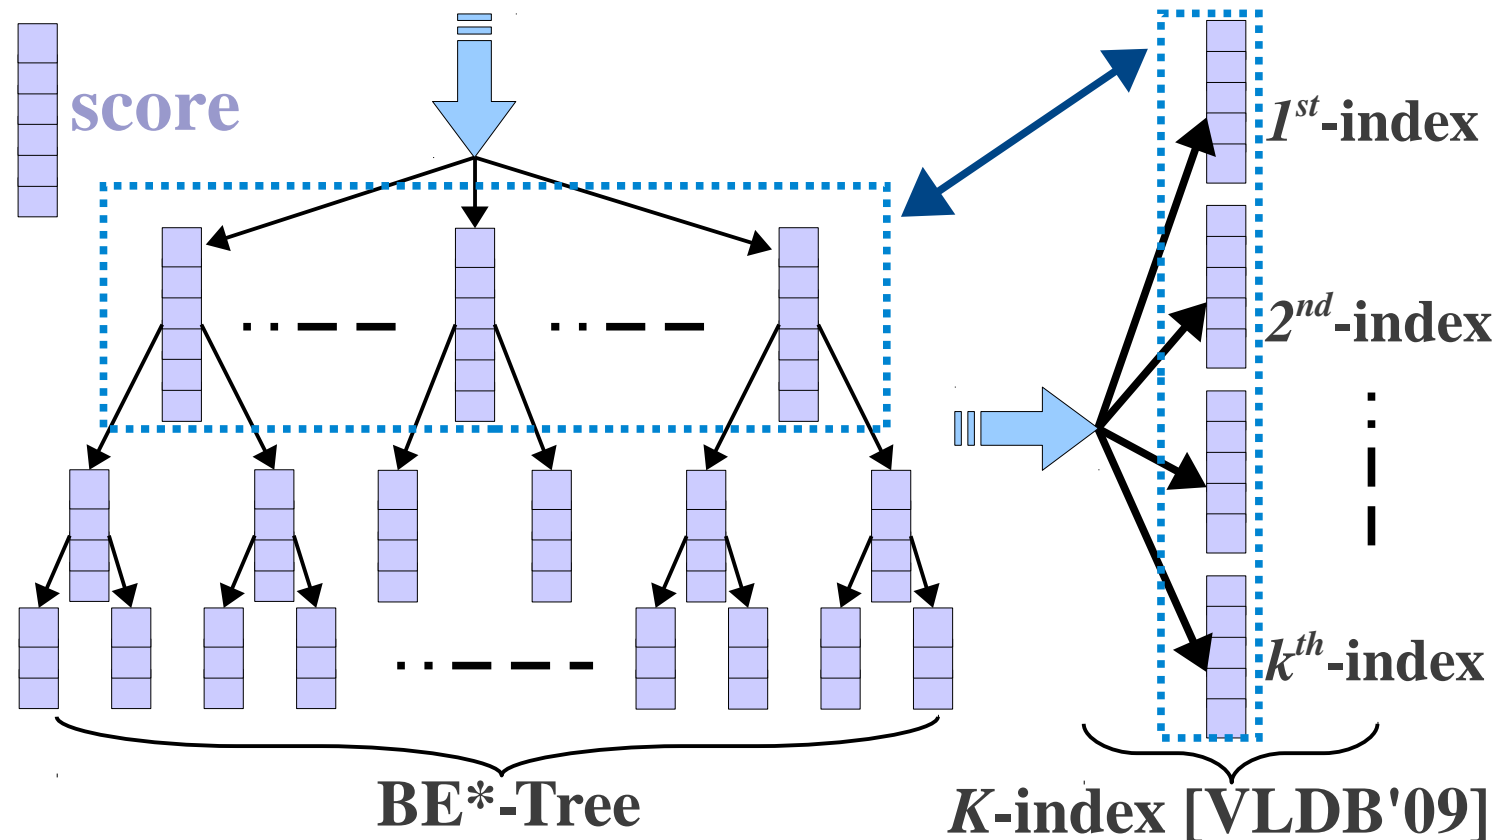 score
1st-index
2nd-index
kth-index
BE*-Tree
K-index [VLDB'09]